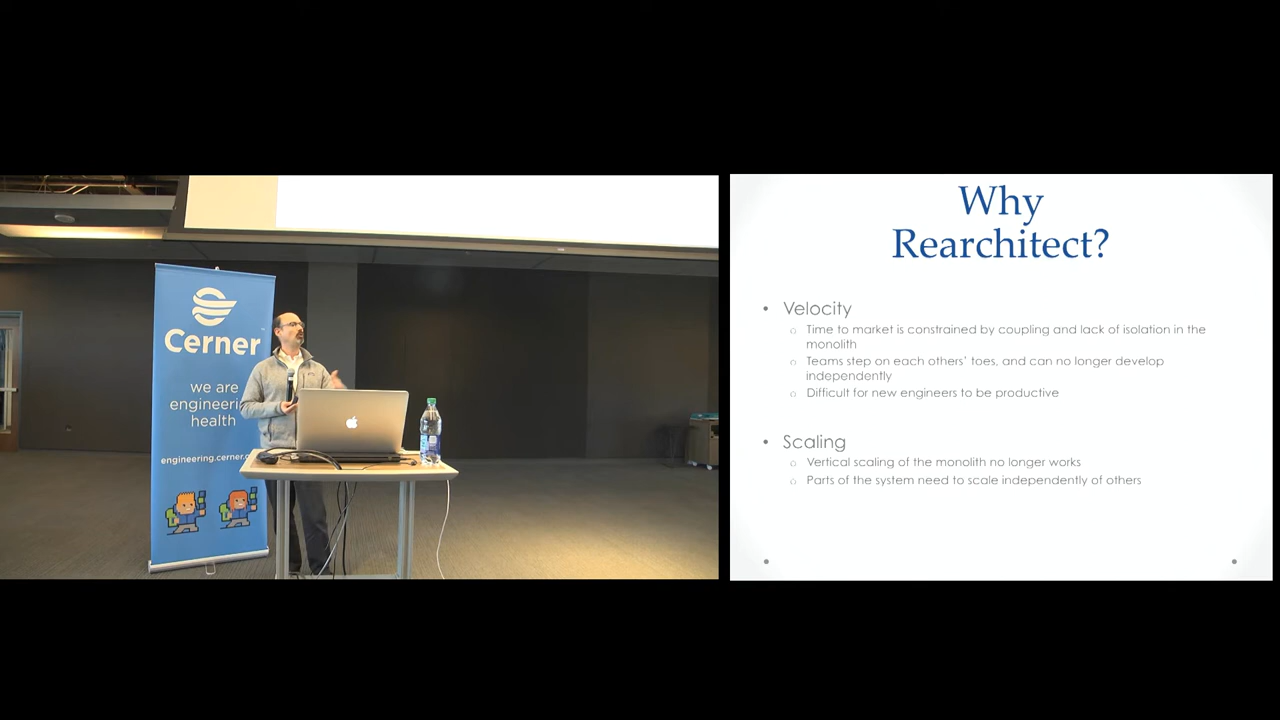 Cerner
we are
engineering
health
engineering.cerner.c
Why
Rearchitect?
• Velocity
Time to market is constrained by coupling and lack of isolation in the
monolith
Teams step on each others' toes, and can no longer develop
independently
Difficult for new engineers to be productive
• Scaling
Vertical scaling of the monolith no longer works
Parts of the system need to scale independently of others